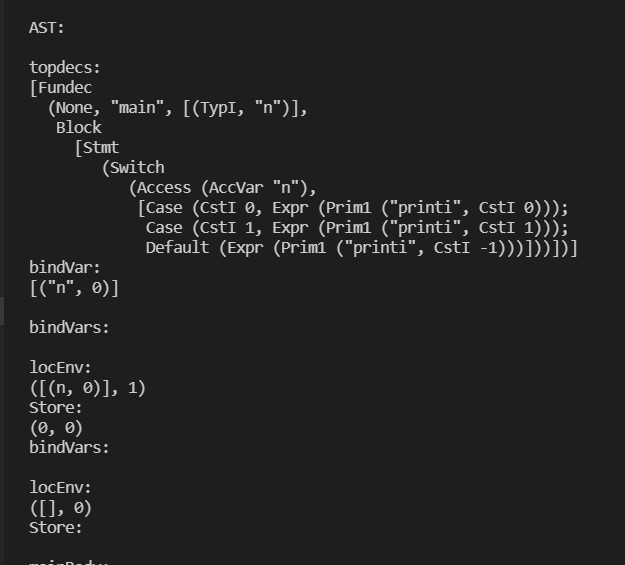 AST:
topdecs:
[Fundec
(None, "main", [(TypI, "n")],
Block
[Stmt
(Switch
(Access (AccVar "n"),
[Case (CstI 0, Expr (Prim1 ("printi", CstI 0)));
Case (CstI 1, Expr (Prim1 ("printi", CstI 1)));
Default (Expr (Prim1 ("printi", CstI -1)))]))])]
bindVar:
[("n", 0)]
bindVars:
locEnv:
([(n, 0)], 1)
Store:
(0, 0)
bindVars:
locEnv:
([], 0)
Store: